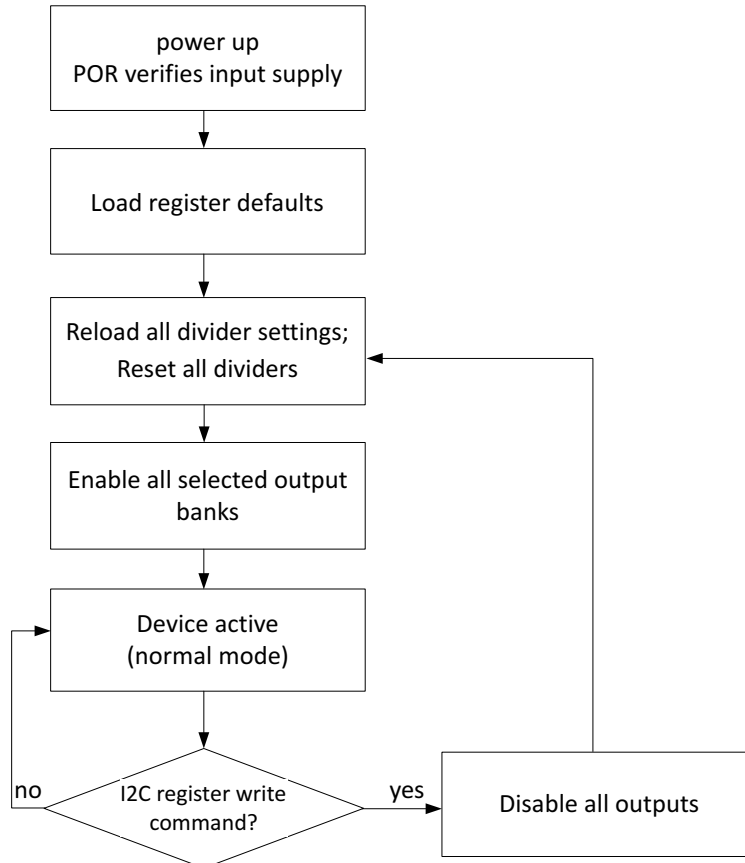 power up
POR verifies input supply
Load register defaults
Reload all divider settings;
Reset all dividers
Enable all selected output
banks
Device active
(normal mode)
I2C register write
command?
no
yes
Disable all outputs